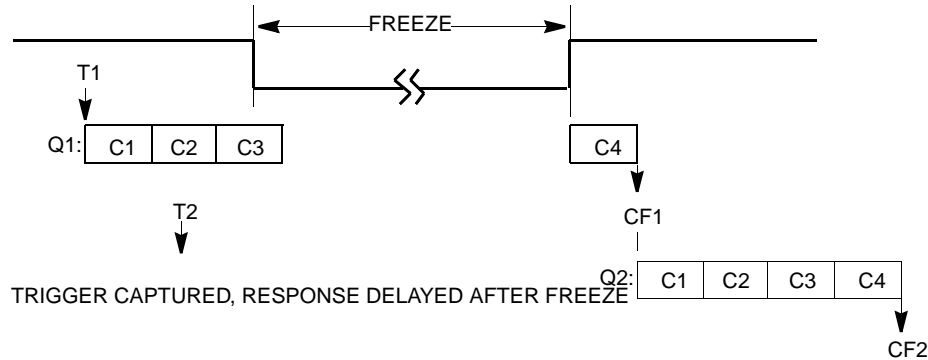 FREEZE
T1
Q1: C1 C2 C3 C4
T2
CF1
Q2: C1 C2 C3 C4
TRIGGER CAPTURED, RESPONSE DELAYED AFTER FREEZE
CF2